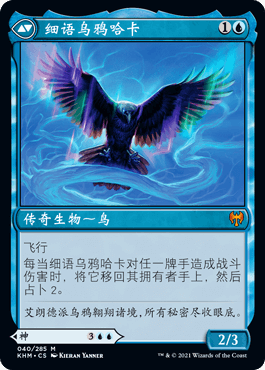 细语乌鸦哈卡 1
传奇生物～鸟
飞行
每当细语乌鸦哈卡对任一牌手造成战斗
伤害时，将它移回其拥有者手上，然后
占卜2。
艾朗德派乌鸦翱翔诸境，所有秘密尽收眼底。
神 3
2/3
040/285 M
KHM • CS KIERAN YANNER
™ & © 2021 Wizards of the Coast